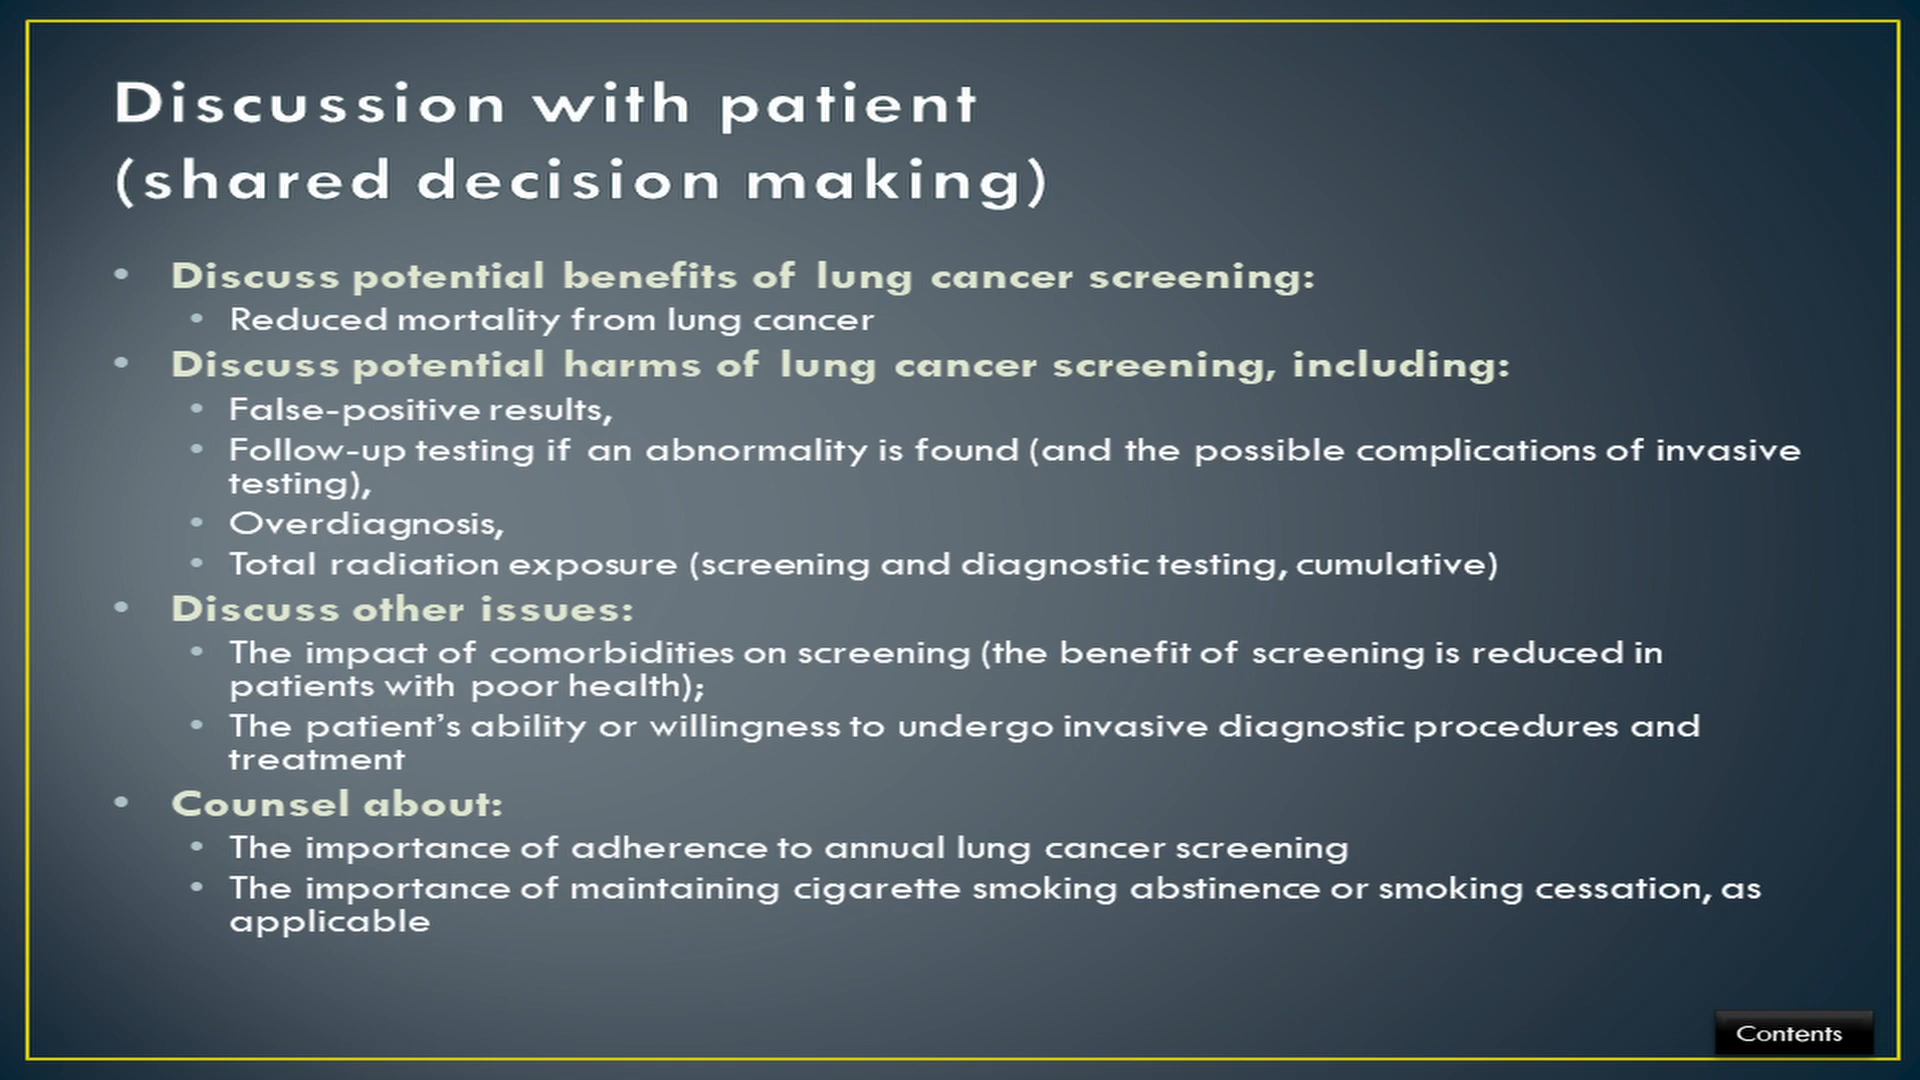 Discussion with patient
(shared decision making)
• Discuss potential benefits of lung cancer screening:
• Reduced mortality from lung cancer
• Discuss potential harms of lung cancer screening, including:
• False-positive results,
• Follow-up testing if an abnormality is found (and the possible complications of invasive
testing),
• Overdiagnosis,
• Total radiation exposure (screening and diagnostic testing, cumulative)
• Discuss other issues:
• The impact of comorbidities on screening (the benefit of screening is reduced in
patients with poor health);
• The patient’s ability or willingness to undergo invasive diagnostic procedures and
treatment
• Counsel about:
• The importance of adherence to annual lung cancer screening
• The importance of maintaining cigarette smoking abstinence or smoking cessation, as
applicable
Contents